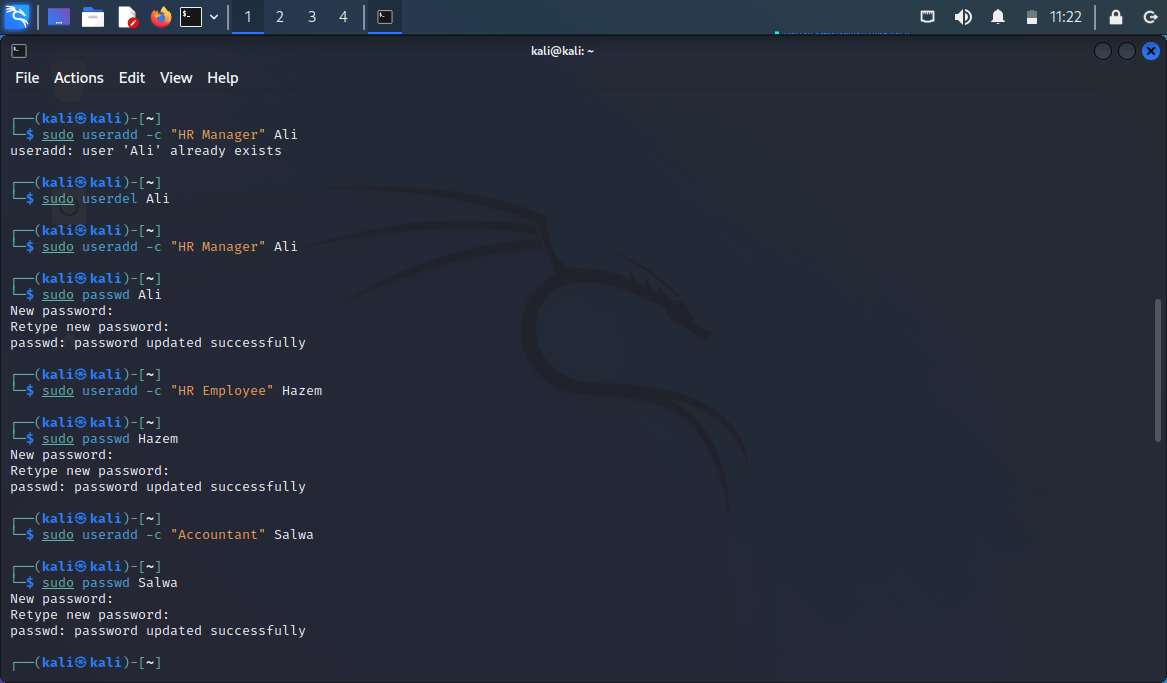 1 2 3 4 11:22
kali@kali: ~
File Actions Edit View Help
┌──(kali㉿kali)-[~]
└─$ sudo useradd -c "HR Manager" Ali
useradd: user 'Ali' already exists
┌──(kali㉿kali)-[~]
└─$ sudo userdel Ali
┌──(kali㉿kali)-[~]
└─$ sudo useradd -c "HR Manager" Ali
┌──(kali㉿kali)-[~]
└─$ sudo passwd Ali
New password:
Retype new password:
passwd: password updated successfully
┌──(kali㉿kali)-[~]
└─$ sudo useradd -c "HR Employee" Hazem
┌──(kali㉿kali)-[~]
└─$ sudo passwd Hazem
New password:
Retype new password:
passwd: password updated successfully
┌──(kali㉿kali)-[~]
└─$ sudo useradd -c "Accountant" Salwa
┌──(kali㉿kali)-[~]
└─$ sudo passwd Salwa
New password:
Retype new password:
passwd: password updated successfully
┌──(kali㉿kali)-[~]